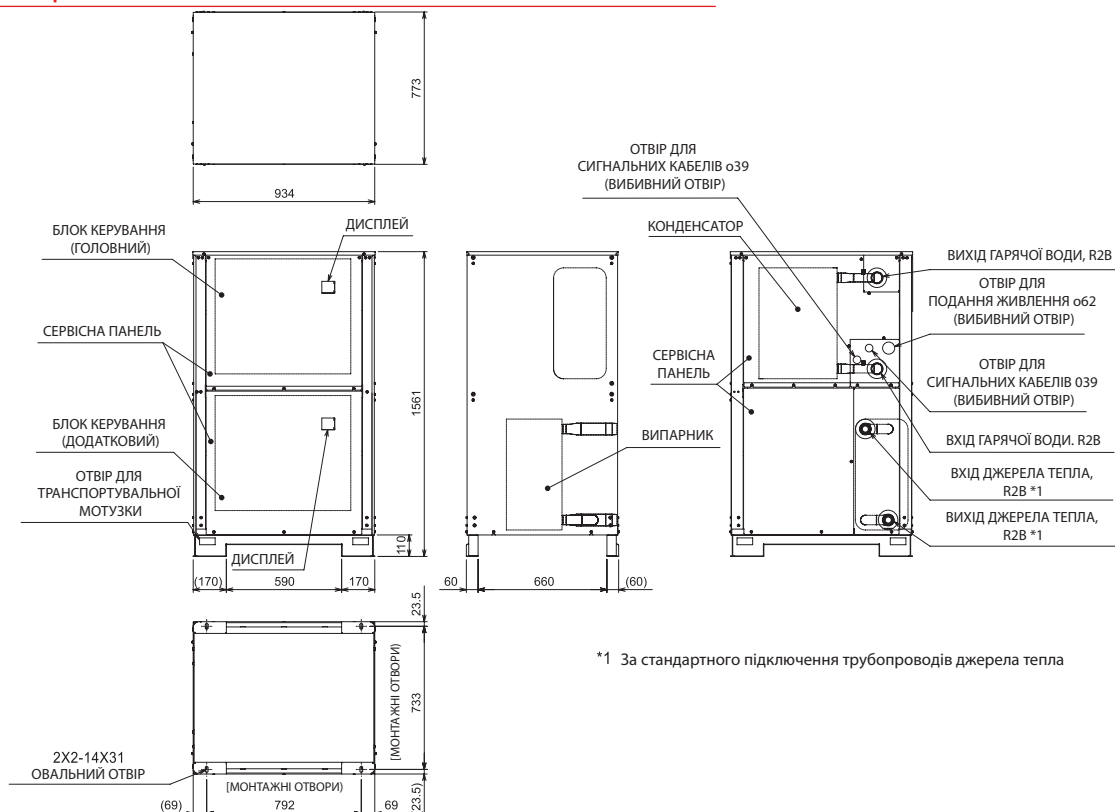 773
934
ОТВІР ДЛЯ
СИГНАЛЬНИХ КАБЕЛІВ o39
(ВИБИВНИЙ ОТВІР)
БЛОК КЕРУВАННЯ
(ГОЛОВНИЙ)
ДИСПЛЕЙ
КОНДЕНСАТОР
ВИХІД ГАРЯЧОЇ ВОДИ, R2B
ОТВІР ДЛЯ
ПОДАННЯ ЖИВЛЕННЯ o62
(ВИБИВНИЙ ОТВІР)
СЕРВІСНА ПАНЕЛЬ
СЕРВІСНА
ПАНЕЛЬ
ОТВІР ДЛЯ
СИГНАЛЬНИХ КАБЕЛІВ 039
(ВИБИВНИЙ ОТВІР)
1561
БЛОК КЕРУВАННЯ
(ДОДАТКОВИЙ)
ВИПАРНИК
ВХІД ГАРЯЧОЇ ВОДИ. R2B
ОТВІР ДЛЯ
ТРАНСПОРТУВАЛЬНОЇ
МОТУЗКИ
ВХІД ДЖЕРЕЛА ТЕПЛА,
R2B *1
ВИХІД ДЖЕРЕЛА ТЕПЛА,
R2B *1
110
ДИСПЛЕЙ
(170) 590 170
60 660 (60)
23.5
*1 За стандартного підключення трубопроводів джерела тепла
[МОНТАЖНІ ОТВОРИ)
733
2X2-14X31
ОВАЛЬНИЙ ОТВІР
[МОНТАЖНІ ОТВОРИ)
(69) 792 69
23.5)